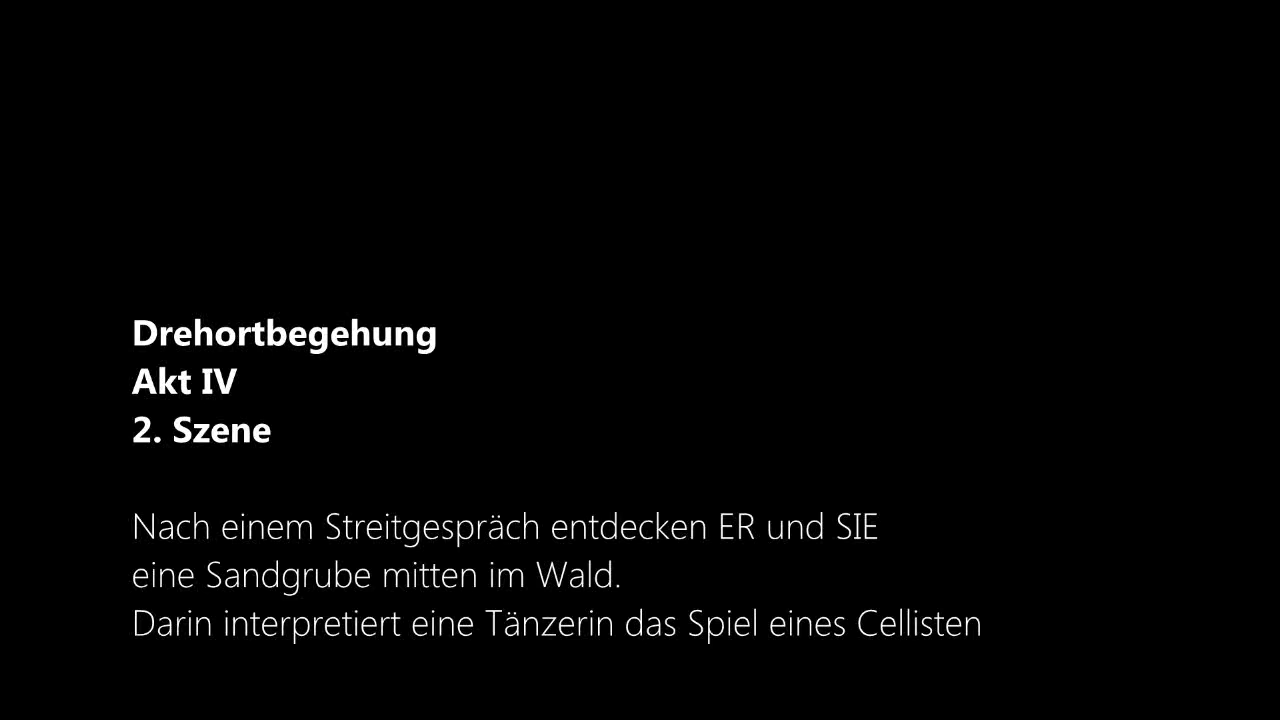 Drehortbegehung
Akt IV
2. Szene
Nach einem Streitgespräch entdecken ER und SIE
eine Sandgrube mitten im Wald.
Darin interpretiert eine Tänzerin das Spiel eines Cellisten